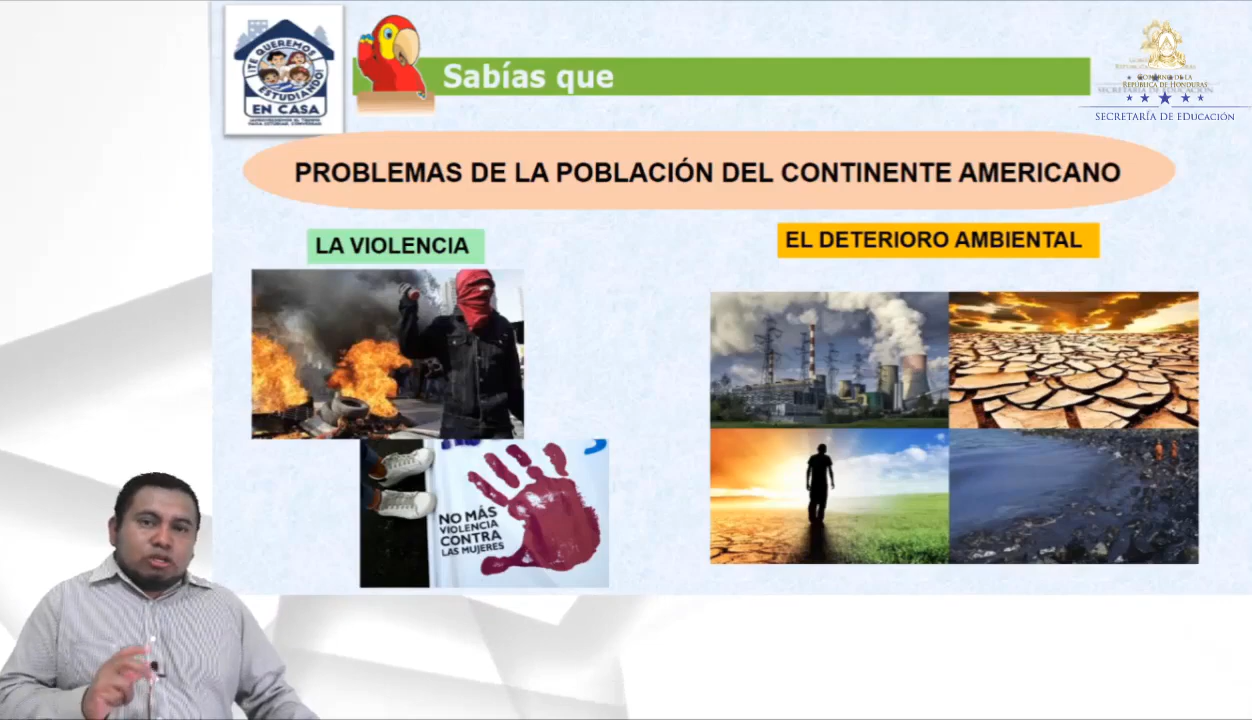 ¡TE QUEREMOS
ESTUDIANDO!
EN CASA
Sabías que
GOBIERNO DE LA
REPÚBLICA DE HONDURAS
SECRETARÍA DE EDUCACIÓN
PROBLEMAS DE LA POBLACIÓN DEL CONTINENTE AMERICANO
LA VIOLENCIA
EL DETERIORO AMBIENTAL
NO MÁS
VIOLENCIA
CONTRA
LAS MUJERES